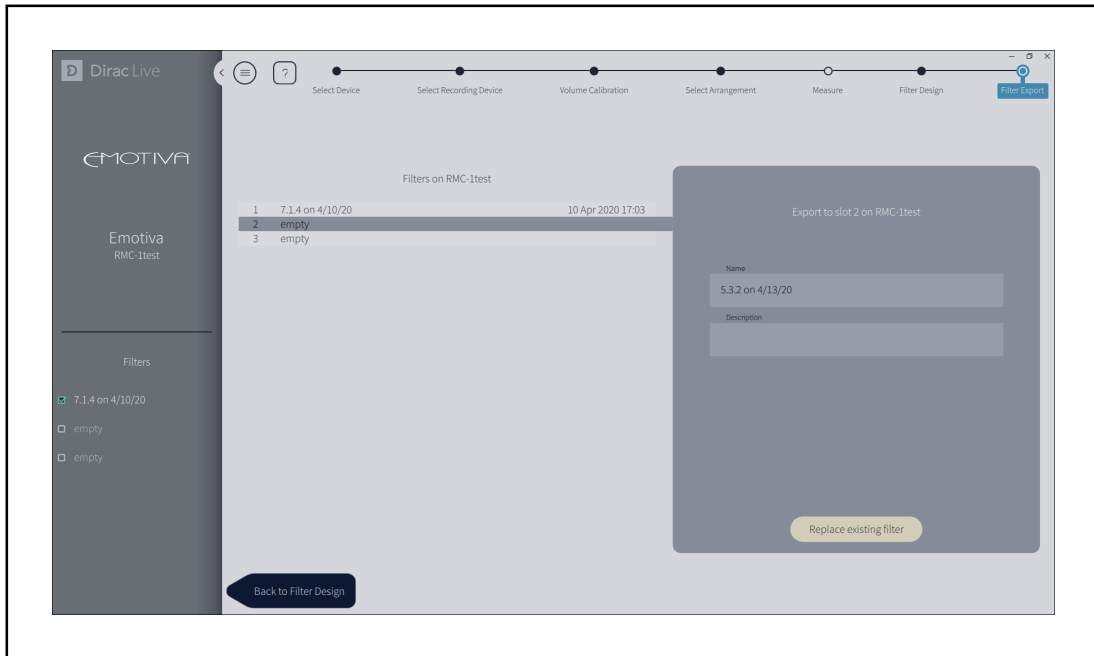 Dirac Live
?
Select Device
Select Recording Device
Volume Calibration
Select Arrangement
Measure
Filter Design
Filter Export
EMOTIVA
Emotiva
RMC-1test
Filters
7.1.4 on 4/10/20
empty
empty
Filters on RMC-1test
1 7.1.4 on 4/10/20 10 Apr 2020 17:03
2 empty
3 empty
Export to slot 2 on RMC-1test
Name
5.3.2 on 4/13/20
Description
Replace existing filter
Back to Filter Design